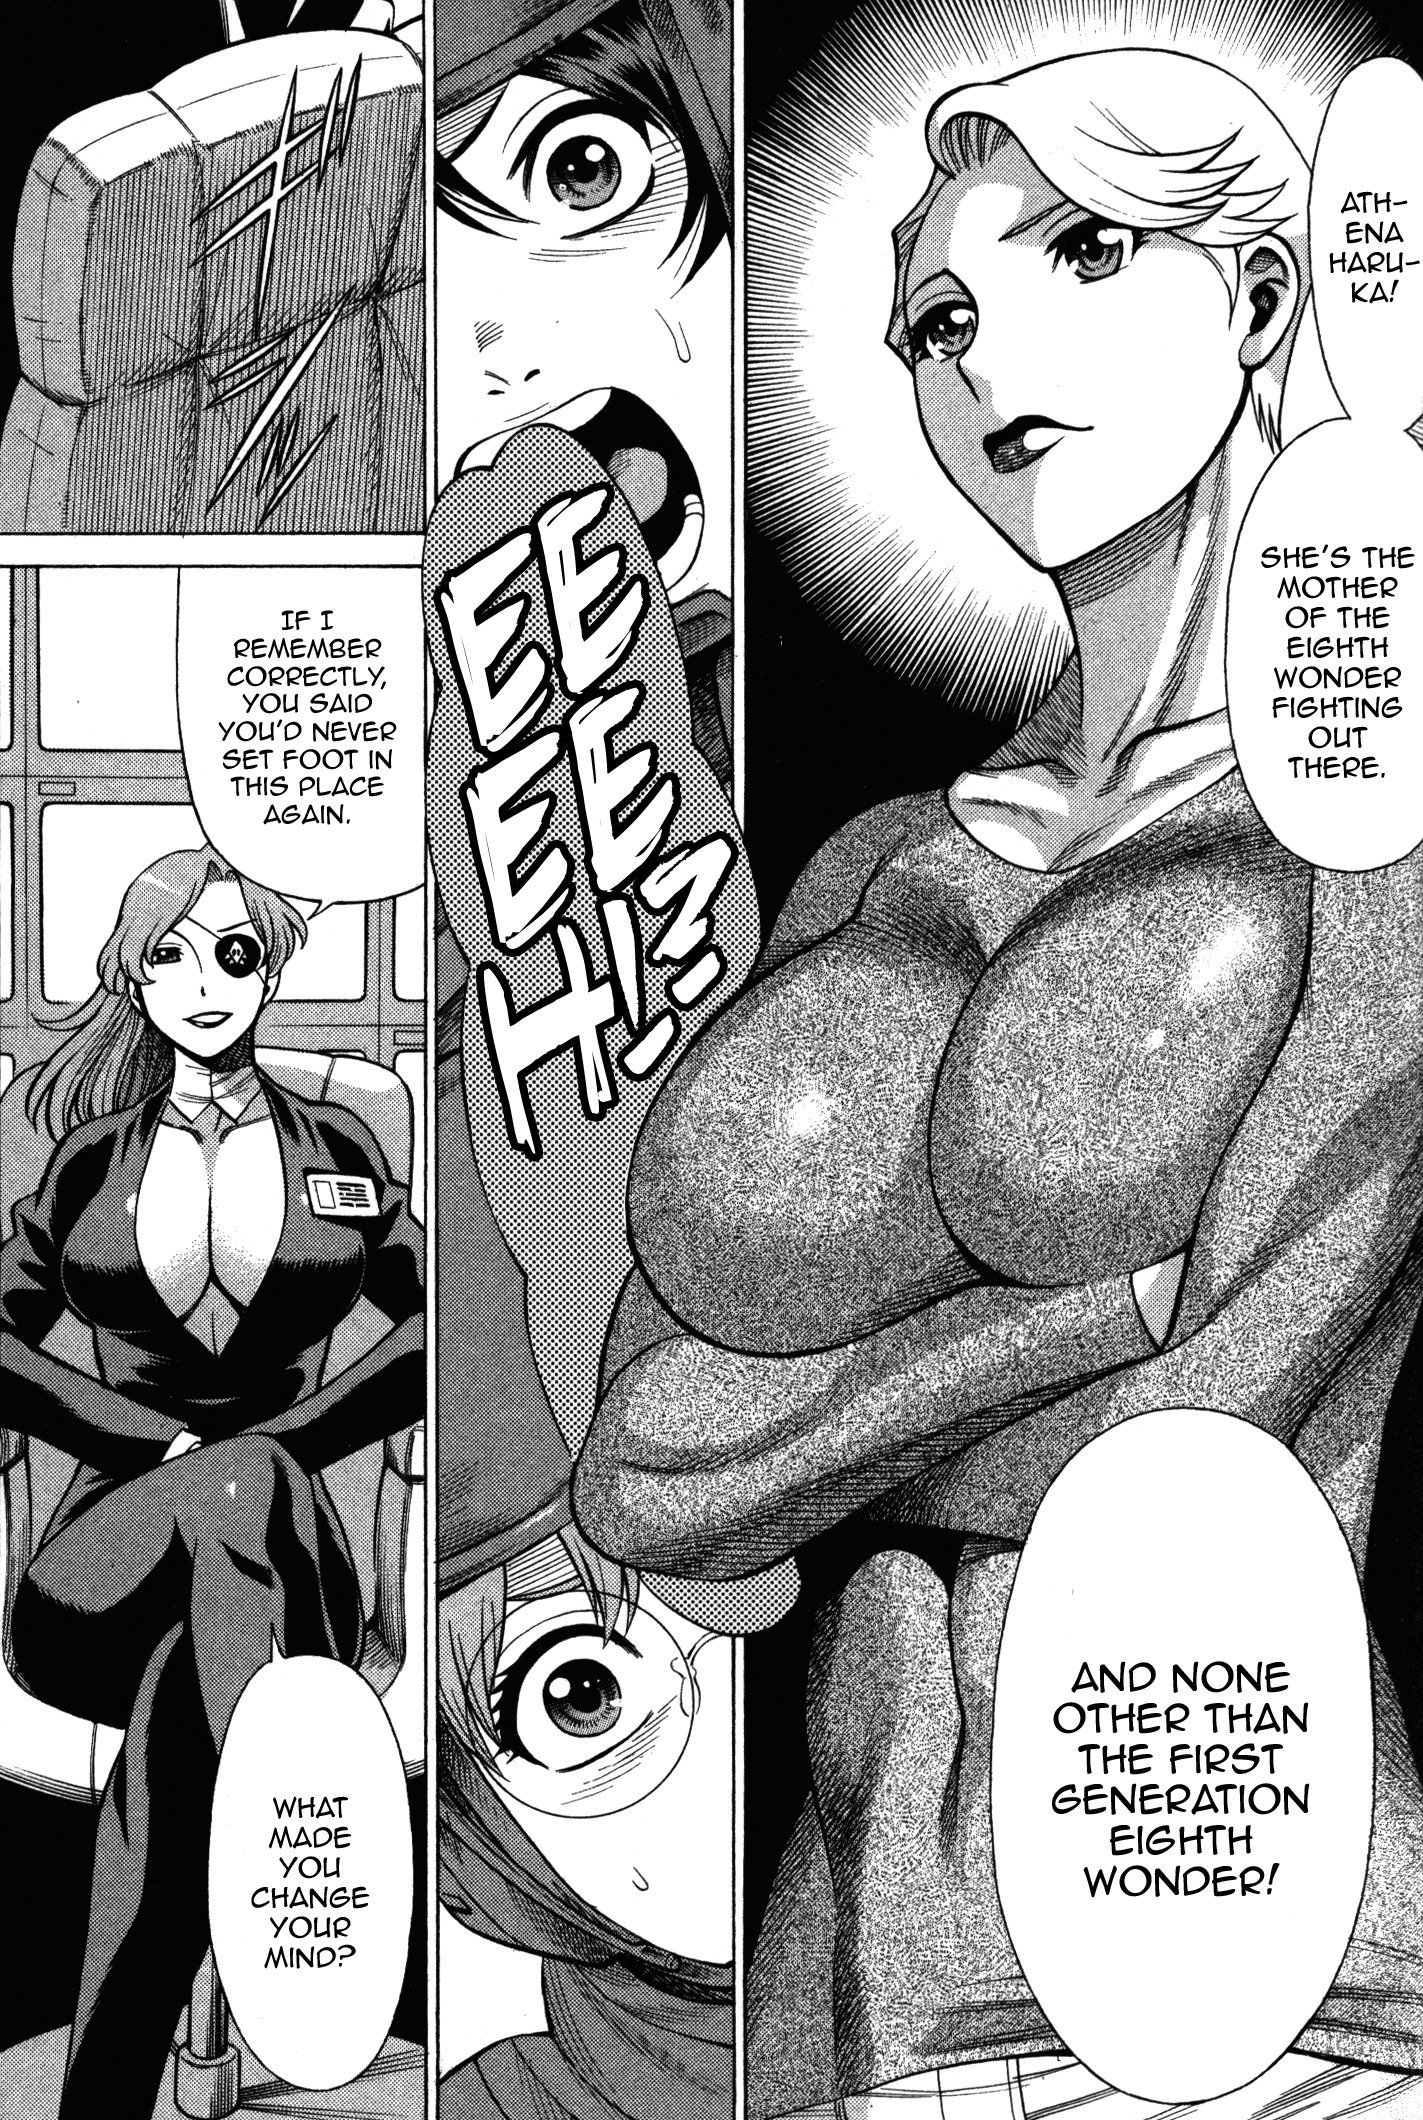 ATH-
ENA
HARU-
KA!
SHE'S THE
MOTHER
OF THE
EIGHTH
WONDER
FIGHTING
OUT
THERE.
AND NONE
OTHER THAN
THE FIRST
GENERATION
EIGHTH
WONDER!
EEEE
EEEH!?
IF I
REMEMBER
CORRECTLY,
YOU SAID
YOU'D NEVER
SET FOOT IN
THIS PLACE
AGAIN.
WHAT
MADE
YOU
CHANGE
YOUR
MIND?